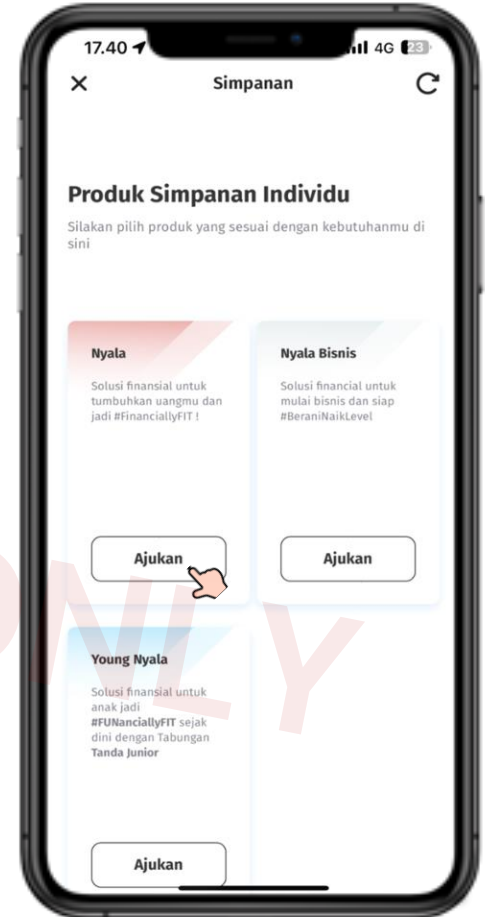 17.40
4G 23
Simpanan
Produk Simpanan Individu
Silakan pilih produk yang sesuai dengan kebutuhanmu di
sini
Nyala
Solusi finansial untuk
tumbuhkan uangmu dan
jadi #FinanciallyFIT !
Ajukan
Nyala Bisnis
Solusi financial untuk
mulai bisnis dan siap
#BeraniNaikLevel
Ajukan
Young Nyala
Solusi finansial untuk
anak jadi
#FUNanciallyFIT sejak
dini dengan Tabungan
Tanda Junior
Ajukan
ONLY